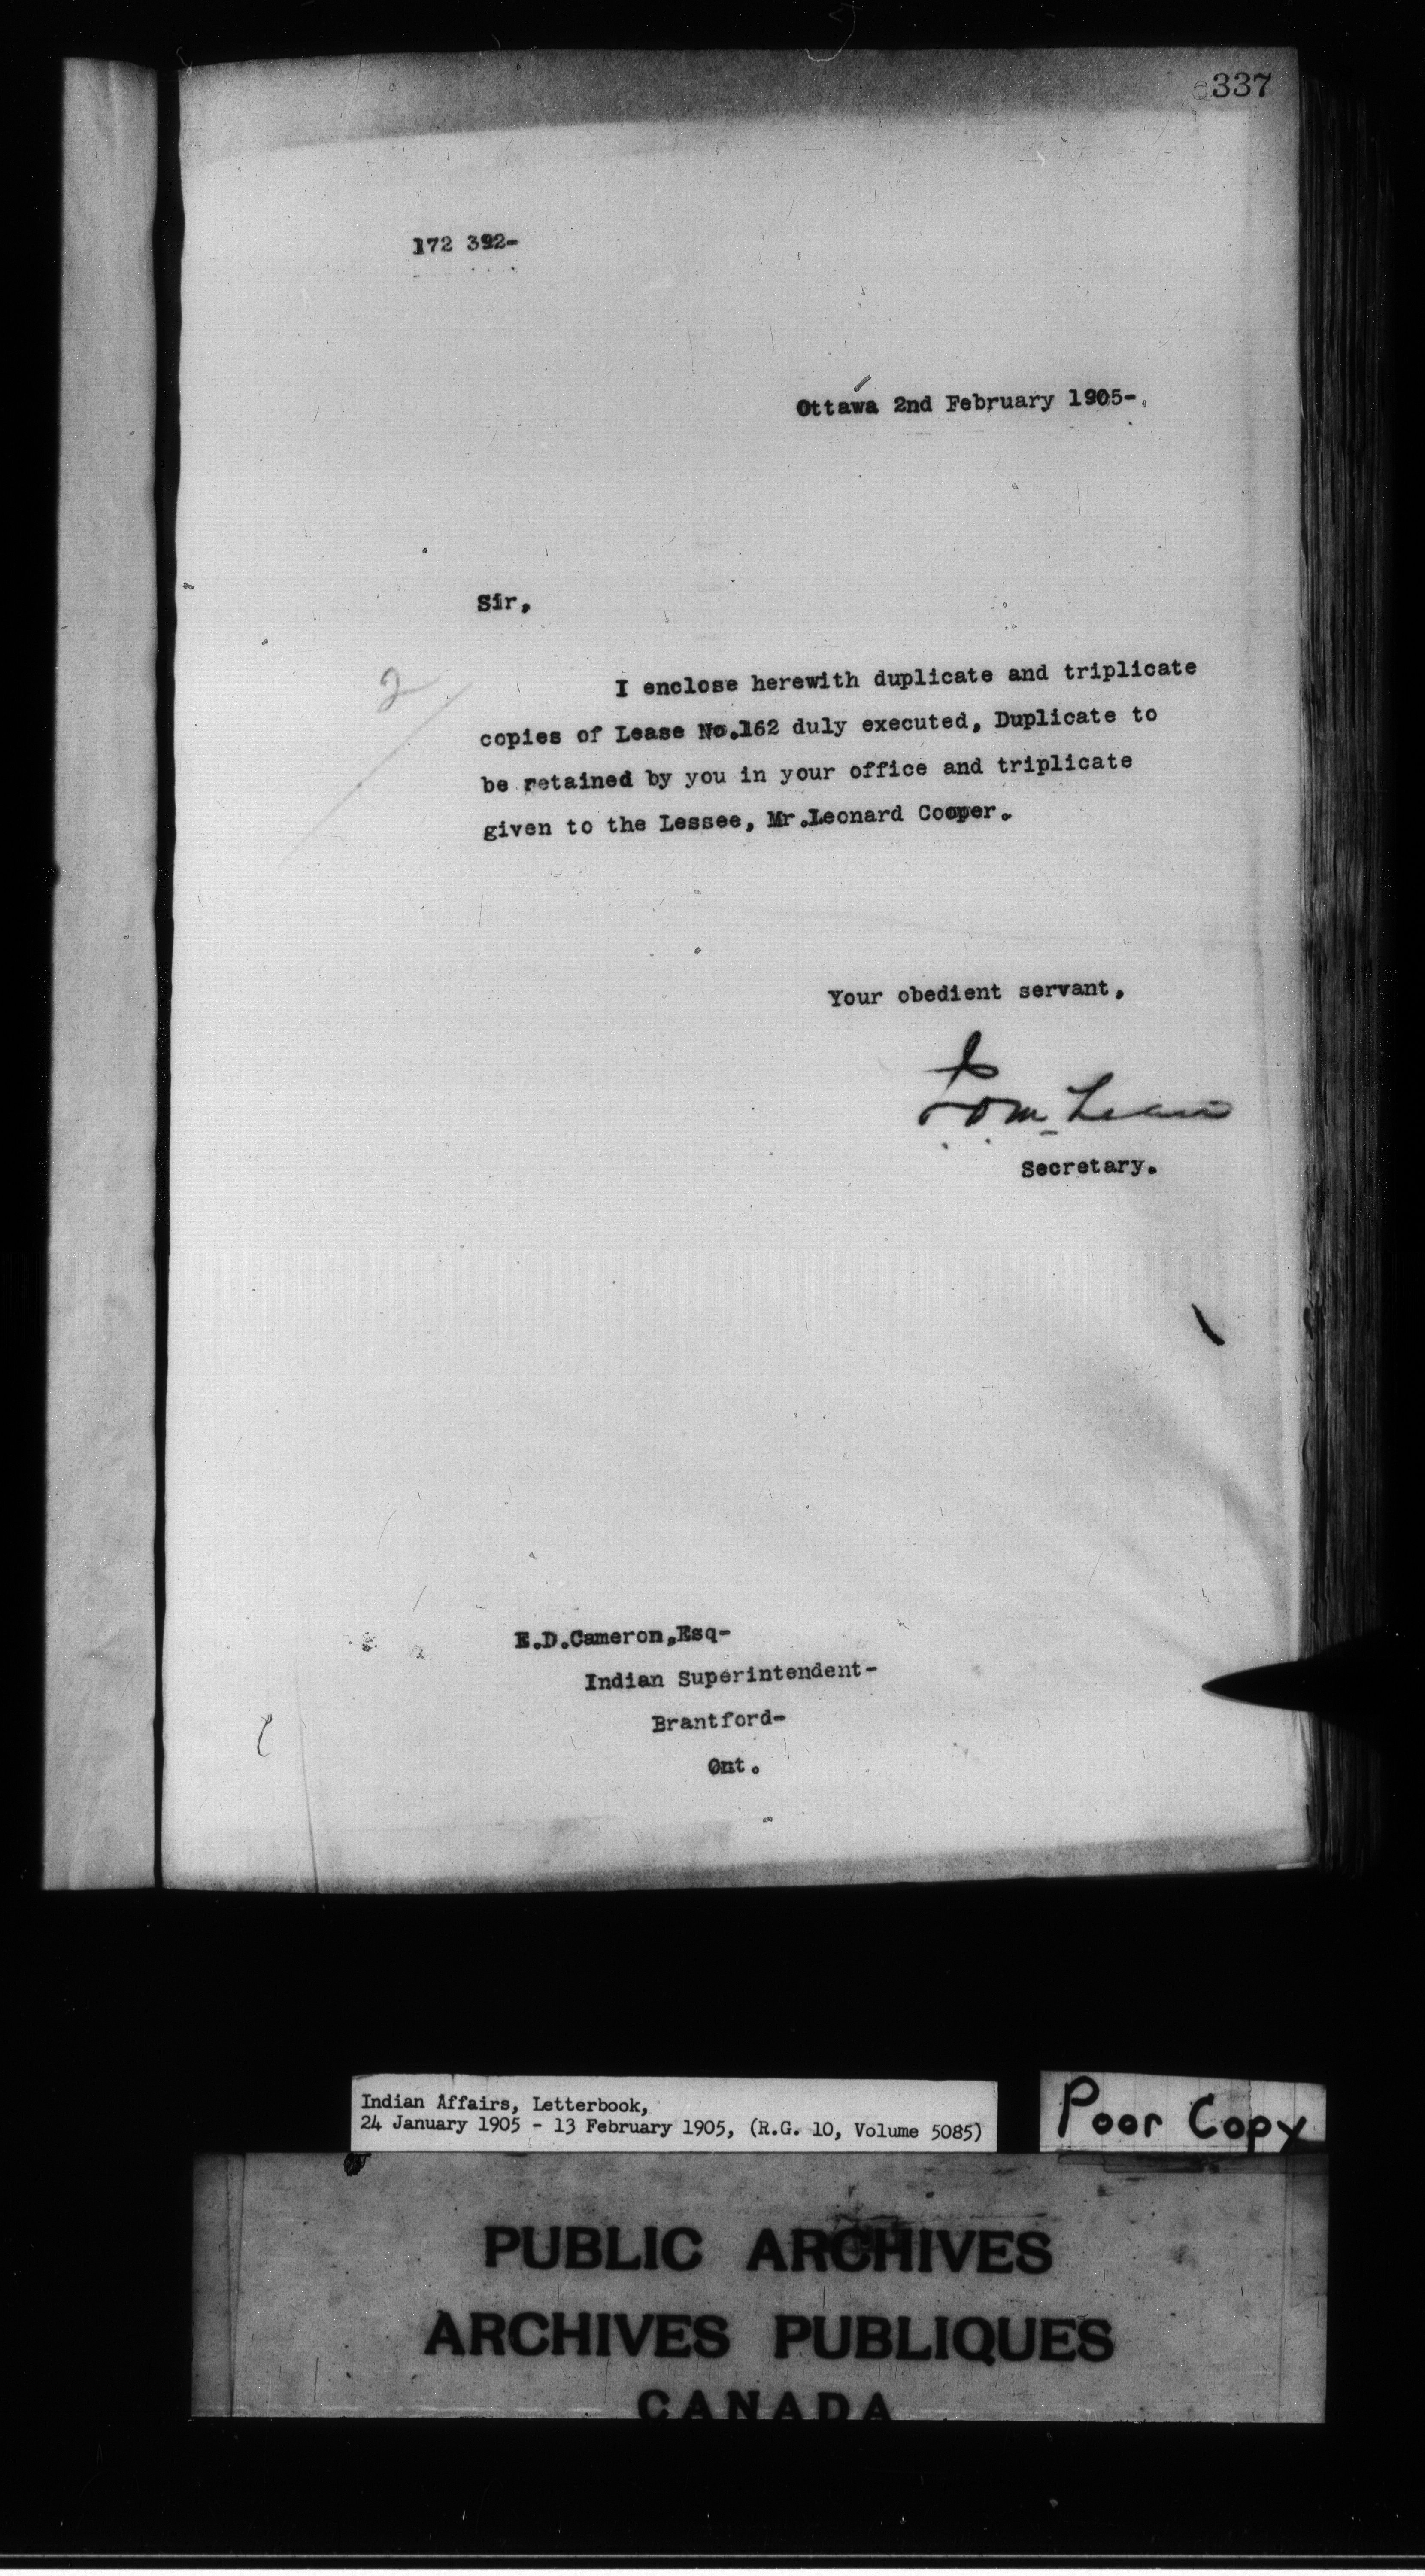 337
172 392-
Ottawa 2nd February 1905-
Sir,
2
I enclose herewith duplicate and triplicate
copies of Lease No.162 duly executed, Duplicate to
be retained by you in your office and triplicate
given to the Lessee, Mr.Leonard Cooper.
Your obedient servant,
Secretary.
E.D.Cameron,Esq-
Indian Superintendent-
Brantford-
Ont.
Indian Affairs, Letterbook,
24 January 1905 - 13 February 1905, (R.G. 10, Volume 5085)
Poor Copy
PUBLIC ARCHIVES
ARCHIVES PUBLIQUES
CANADA